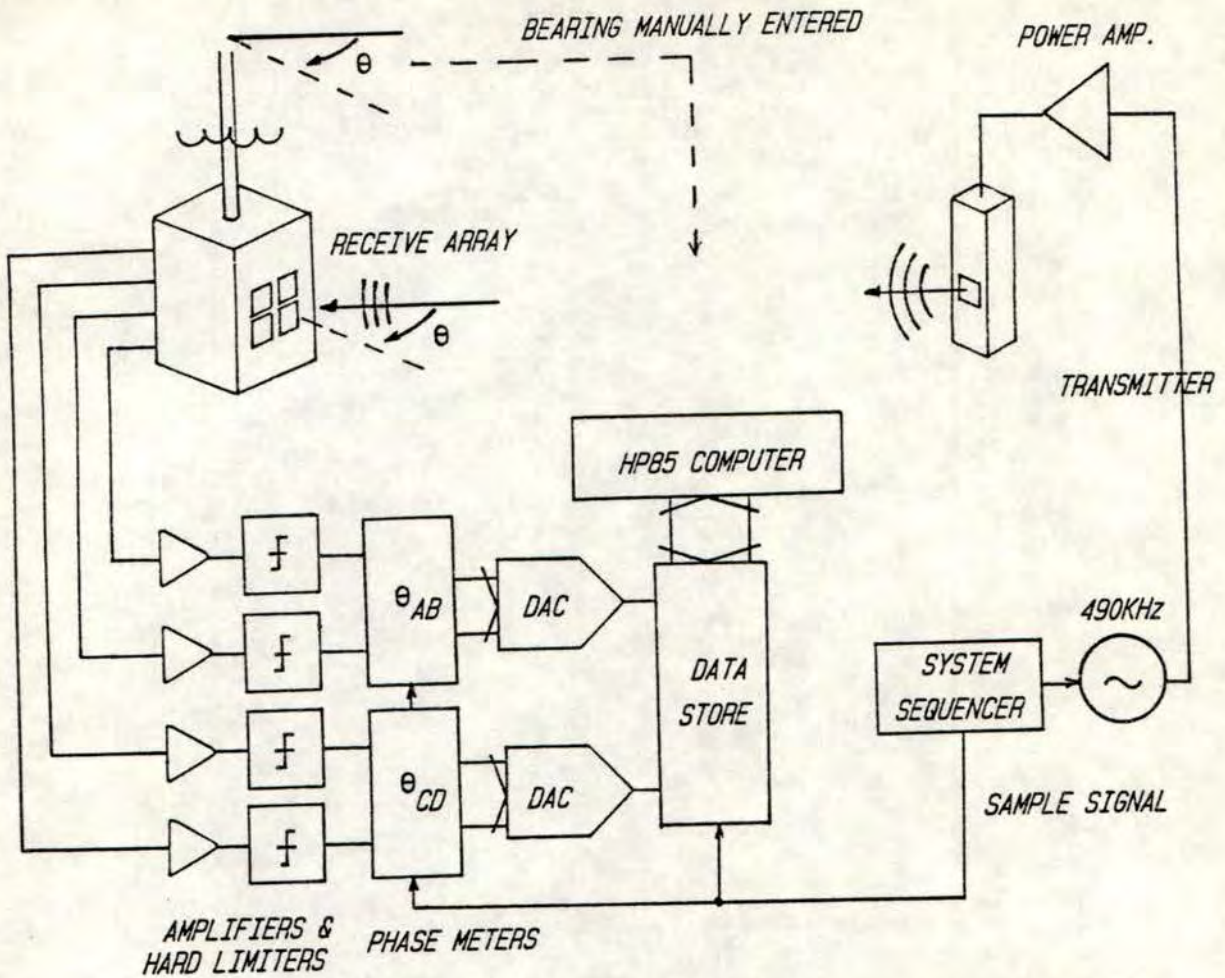 BEARING MANUALLY ENTERED
POWER AMP.
θ
RECEIVE ARRAY
θ
TRANSMITTER
HP85 COMPUTER
θAB
DAC
DATA
STORE
490KHz
~
SYSTEM
SEQUENCER
θCD
DAC
SAMPLE SIGNAL
AMPLIFIERS &
HARD LIMITERS
PHASE METERS